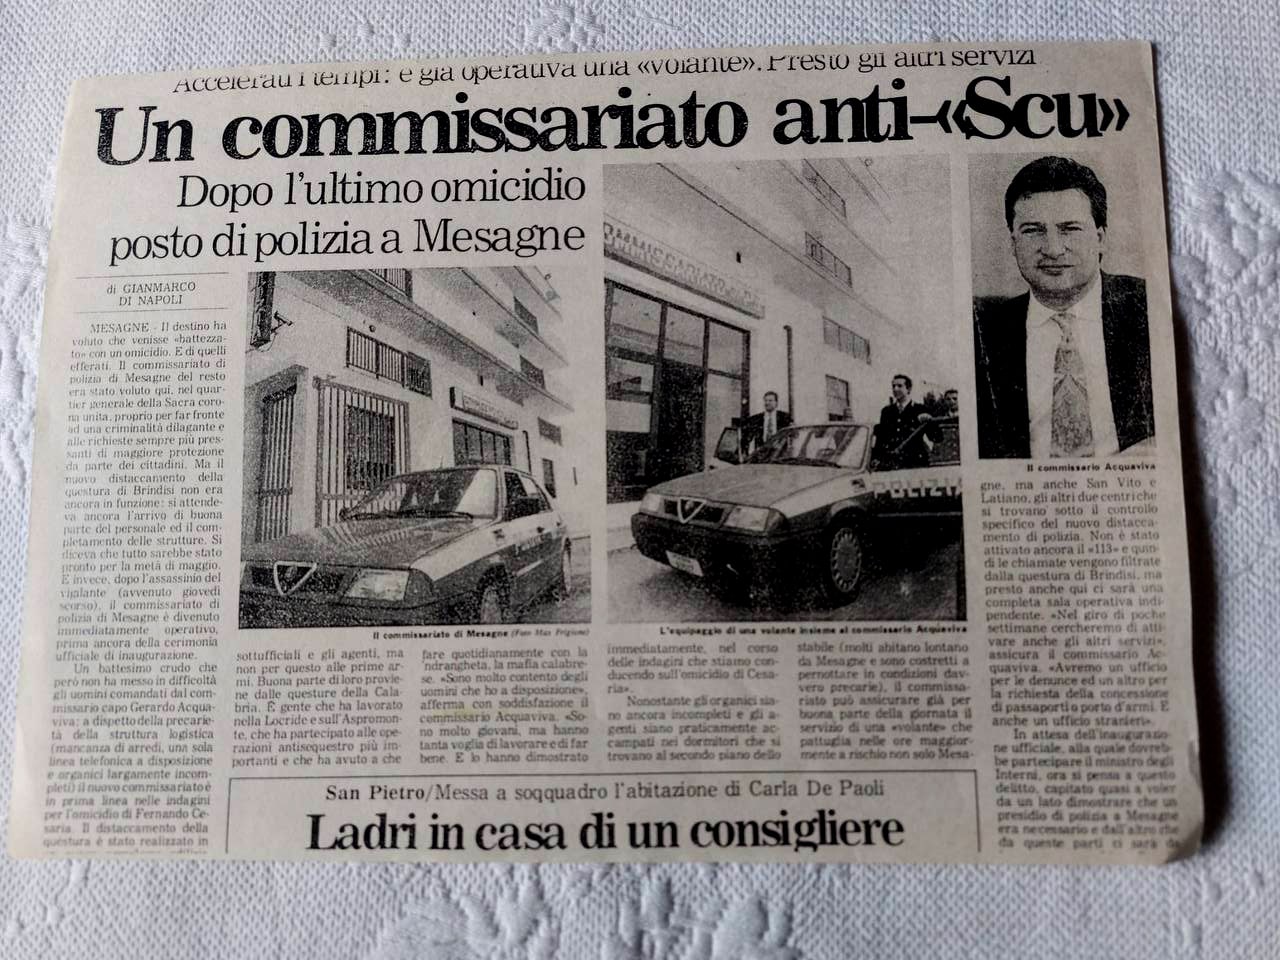 Accelerati i tempi: è già operativa una «volante». Presto gli altri servizi
Un commissariato anti-«Scu»
Dopo l'ultimo omicidio
posto di polizia a Mesagne
di GIANMARCO
DI NAPOLI
MESAGNE - Il destino ha
voluto che venisse «battezza-
to» con un omicidio. E di quelli
efferati. Il commissariato di
polizia di Mesagne del resto
era stato voluto qui, nel quar-
tier generale della Sacra coro-
na unita, proprio per far fronte
ad una criminalità dilagante e
alle richieste sempre più pres-
santi di maggiore protezione
da parte dei cittadini. Ma il
nuovo distaccamento della
questura di Brindisi non era
ancora in funzione: si attende-
va ancora l'arrivo di buona
parte del personale ed il com-
pletamento delle strutture. Si
diceva che tutto sarebbe stato
pronto per la metà di maggio.
E invece, dopo l'assassinio del
vigilante (avvenuto giovedì
scorso), il commissariato di
polizia di Mesagne è divenuto
immediatamente operativo,
prima ancora della cerimonia
ufficiale di inaugurazione.
Un battesimo crudo che
però non ha messo in difficoltà
gli uomini comandati dal com-
missario capo Gerardo Acqua-
viva: a dispetto della precarie-
tà della struttura logistica
(mancanza di arredi, una sola
linea telefonica a disposizione
e organici largamente incom-
pleti) il nuovo commissariato è
in prima linea nelle indagini
per l'omicidio di Fernando Ce-
saria. Il distaccamento della
questura è stato realizzato in
Il commissariato di Mesagne (Foto Max Frigione)
sottufficiali e gli agenti, ma
non per questo alle prime ar-
mi. Buona parte di loro provie-
ne dalle questure della Cala-
bria. È gente che ha lavorato
nella Locride e sull'Aspromon-
te, che ha partecipato alle ope-
razioni antisequestro più im-
portanti e che ha avuto a che
fare quotidianamente con la
'ndrangheta, la mafia calabre-
se. «Sono molto contento degli
uomini che ho a disposizione»,
afferma con soddisfazione il
commissario Acquaviva. «So-
no molto giovani, ma hanno
tanta voglia di lavorare e di far
bene. E lo hanno dimostrato
POLIZIA
L'equipaggio di una volante insieme al commissario Acquaviva
immediatamente, nel corso
delle indagini che stiamo con-
ducendo sull'omicidio di Cesa-
ria».
Nonostante gli organici sia-
no ancora incompleti e gli a-
genti siano praticamente ac-
campati nei dormitori che si
trovano al secondo piano dello
stabile (molti abitano lontano
da Mesagne e sono costretti a
pernottare in condizioni dav-
vero precarie), il commissa-
riato può assicurare già per
buona parte della giornata il
servizio di una «volante» che
pattuglia nelle ore maggior-
mente a rischio non solo Mesa-
Il commissario Acquaviva
gne, ma anche San Vito e
Latiano, gli altri due centri che
si trovano sotto il controllo
specifico del nuovo distacca-
mento di polizia. Non è stato
attivato ancora il «113» e quin-
di le chiamate vengono filtrate
dalla questura di Brindisi, ma
presto anche qui ci sarà una
completa sala operativa indi-
pendente. «Nel giro di poche
settimane cercheremo di atti-
vare anche gli altri servizi»,
assicura il commissario Ac-
quaviva. «Avremo un ufficio
per le denunce ed un altro per
la richiesta della concessione
di passaporti o porto d'armi. E
anche un ufficio stranieri».
In attesa dell'inaugurazio-
ne ufficiale, alla quale dovreb-
be partecipare il ministro degli
Interni, ora si pensa a questo
delitto, capitato quasi a voler
da un lato dimostrare che un
presidio di polizia a Mesagne
era necessario e dall'altro che
da queste parti ci sarà da
San Pietro/Messa a soqquadro l'abitazione di Carla De Paoli
Ladri in casa di un consigliere